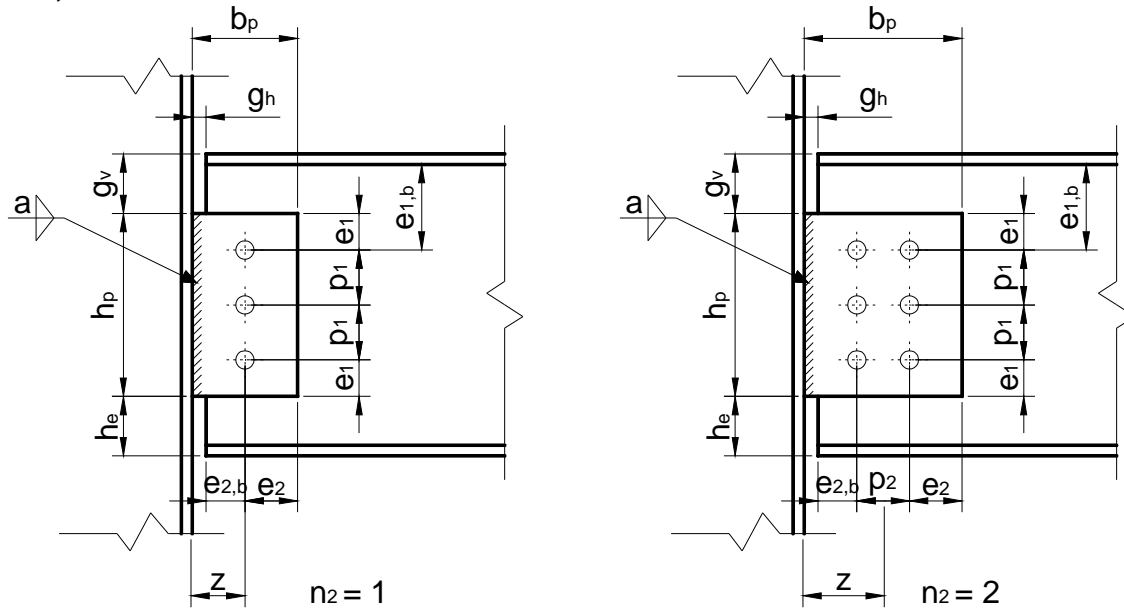 bp
gh
gv
e1,b
e1
a
p1
hp
p1
e1
he
e2,b e2
z
n2 = 1
bp
gh
gv
e1,b
e1
a
p1
hp
p1
e1
he
e2,b p2 e2
z
n2 = 2